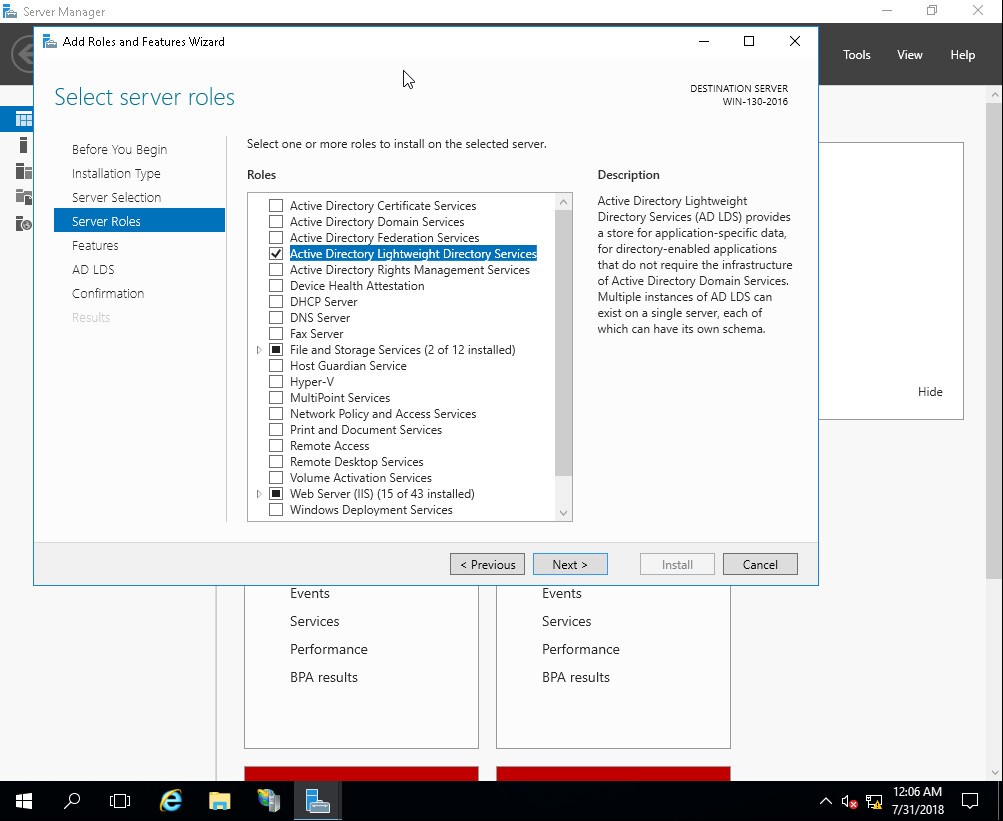 Server Manager
Add Roles and Features Wizard
Tools View Help
Select server roles
DESTINATION SERVER
WIN-130-2016
Before You Begin
Installation Type
Server Selection
Server Roles
Features
AD LDS
Confirmation
Results
Select one or more roles to install on the selected server.
Roles
Active Directory Certificate Services
Active Directory Domain Services
Active Directory Federation Services
Active Directory Lightweight Directory Services
Active Directory Rights Management Services
Device Health Attestation
DHCP Server
DNS Server
Fax Server
File and Storage Services (2 of 12 installed)
Host Guardian Service
Hyper-V
MultiPoint Services
Network Policy and Access Services
Print and Document Services
Remote Access
Remote Desktop Services
Volume Activation Services
Web Server (IIS) (15 of 43 installed)
Windows Deployment Services
Description
Active Directory Lightweight
Directory Services (AD LDS) provides
a store for application-specific data,
for directory-enabled applications
that do not require the infrastructure
of Active Directory Domain Services.
Multiple instances of AD LDS can
exist on a single server, each of
which can have its own schema.
Hide
< Previous
Next >
Install
Cancel
Events
Services
Performance
BPA results
Events
Services
Performance
BPA results
12:06 AM
7/31/2018